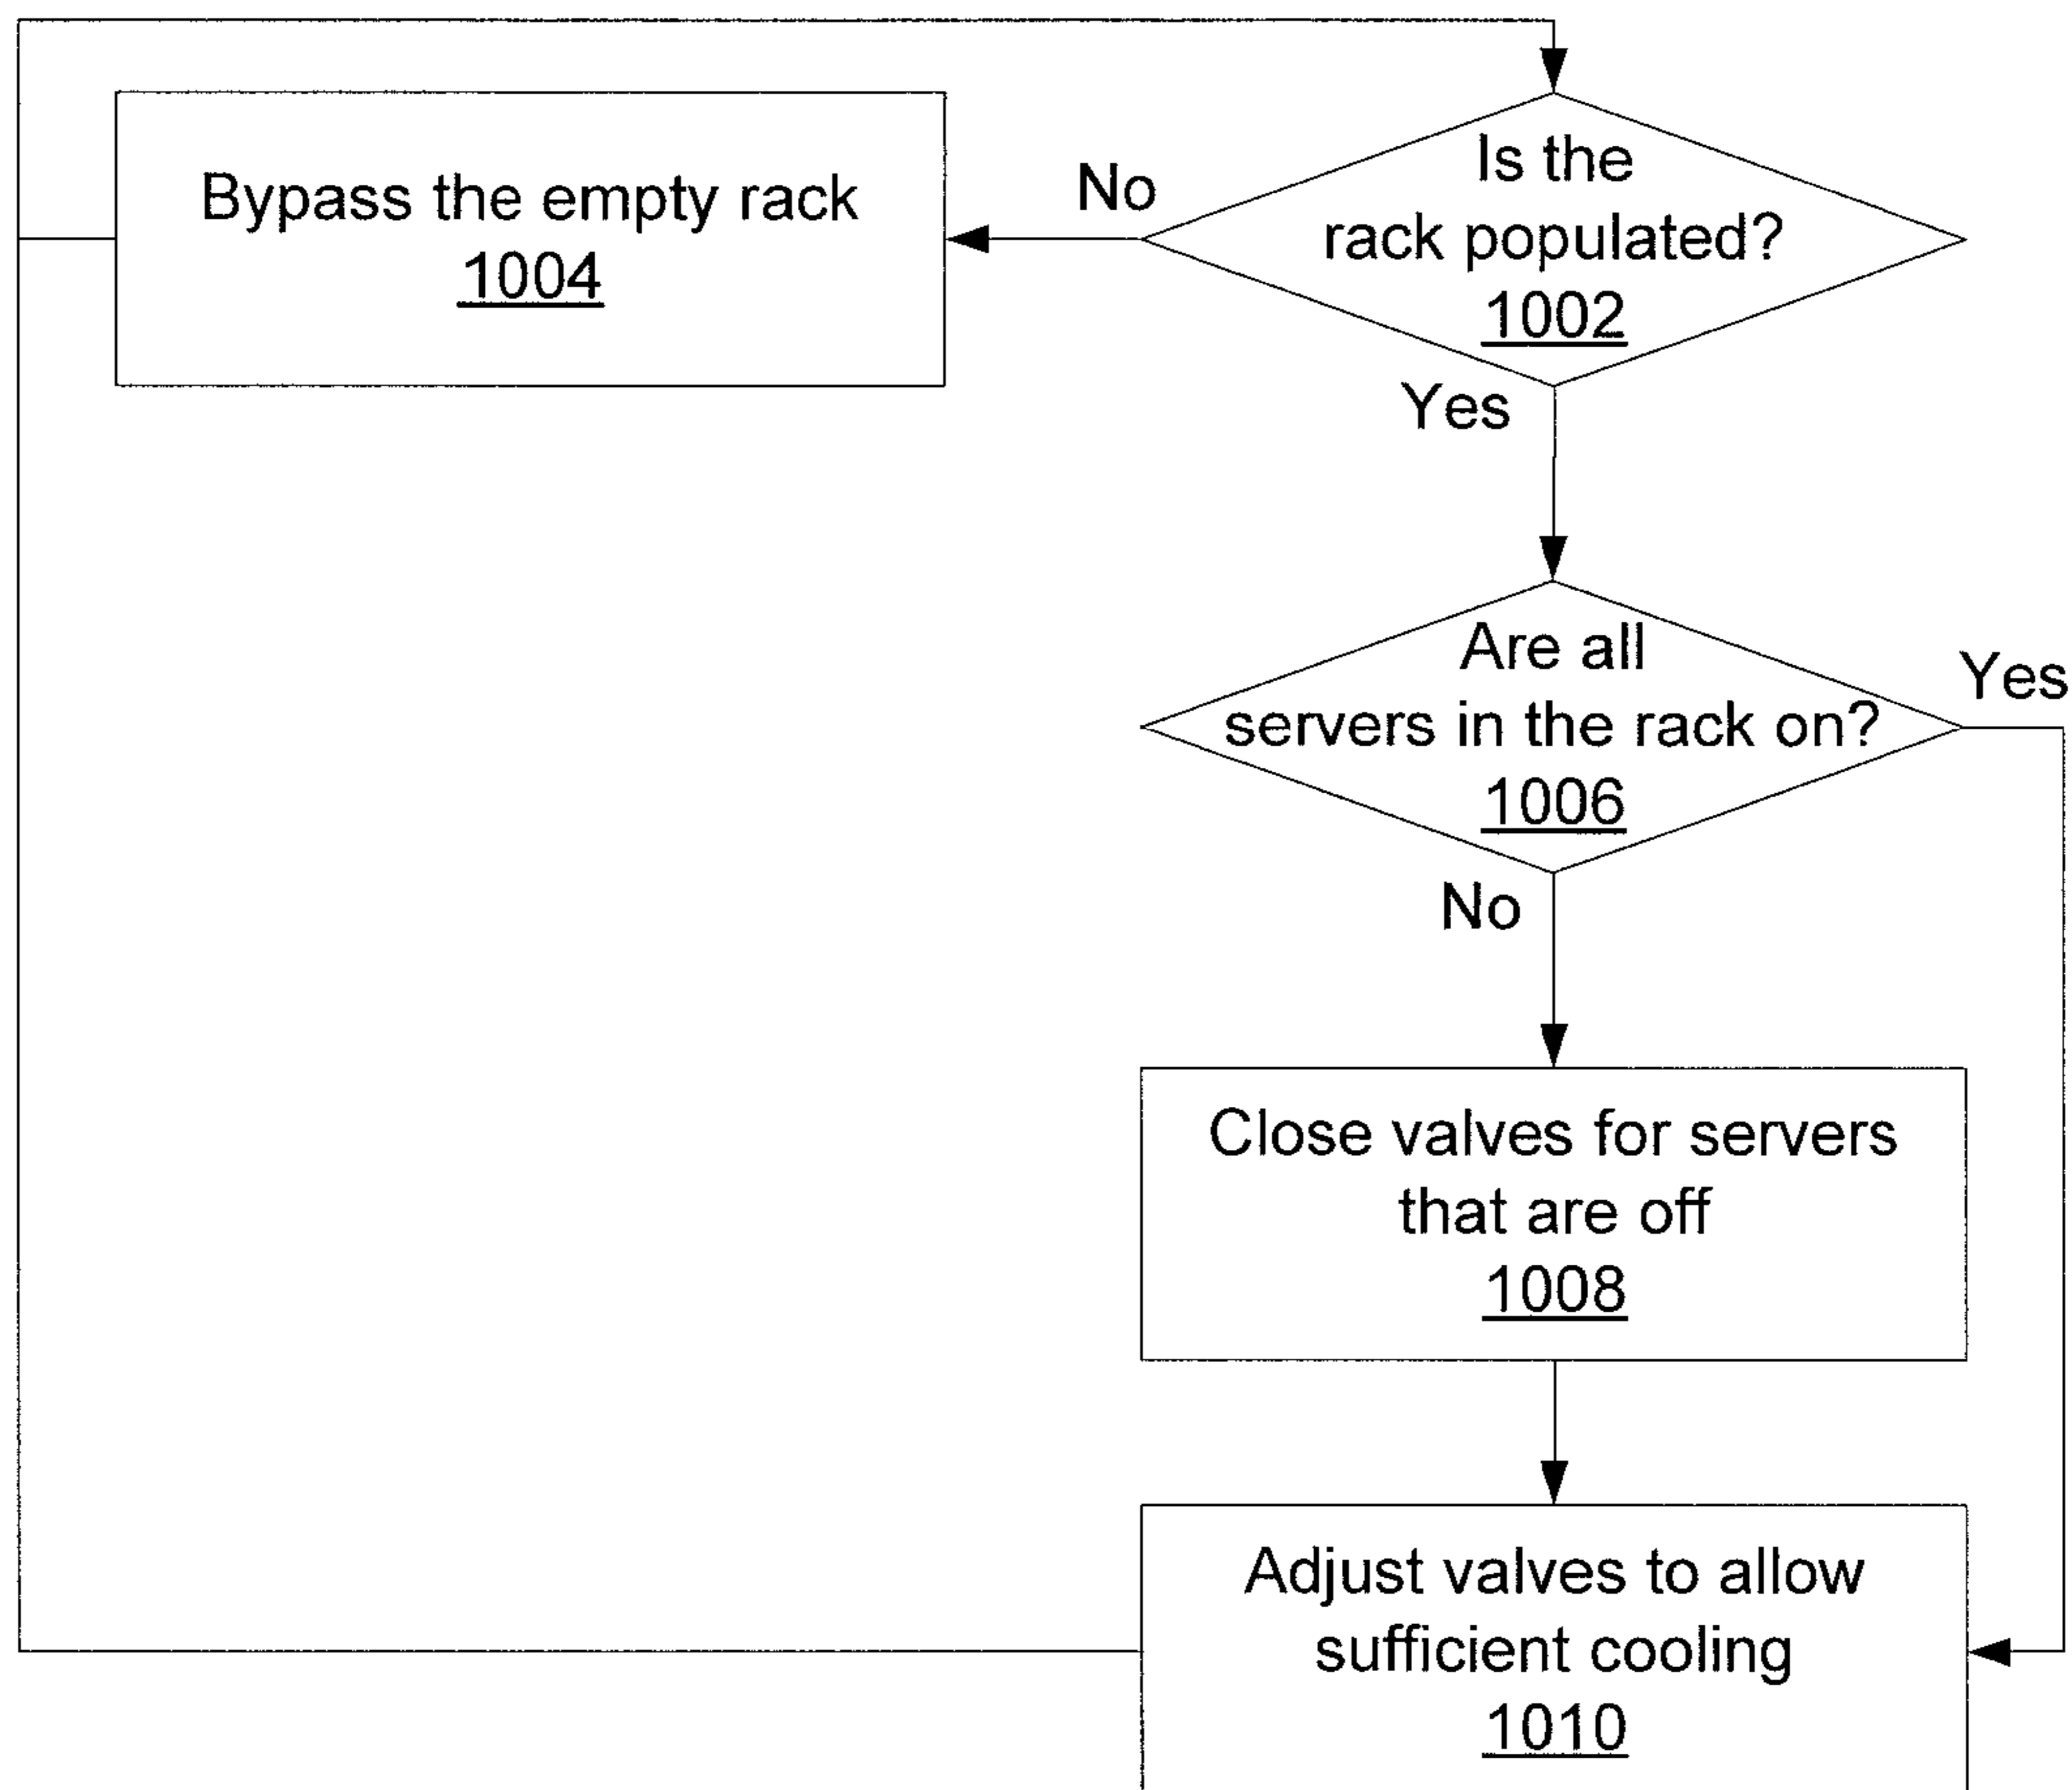 Is the
rack populated?
1002
No
Bypass the empty rack
1004
Yes
Are all
servers in the rack on?
1006
Yes
No
Close valves for servers
that are off
1008
Adjust valves to allow
sufficient cooling
1010